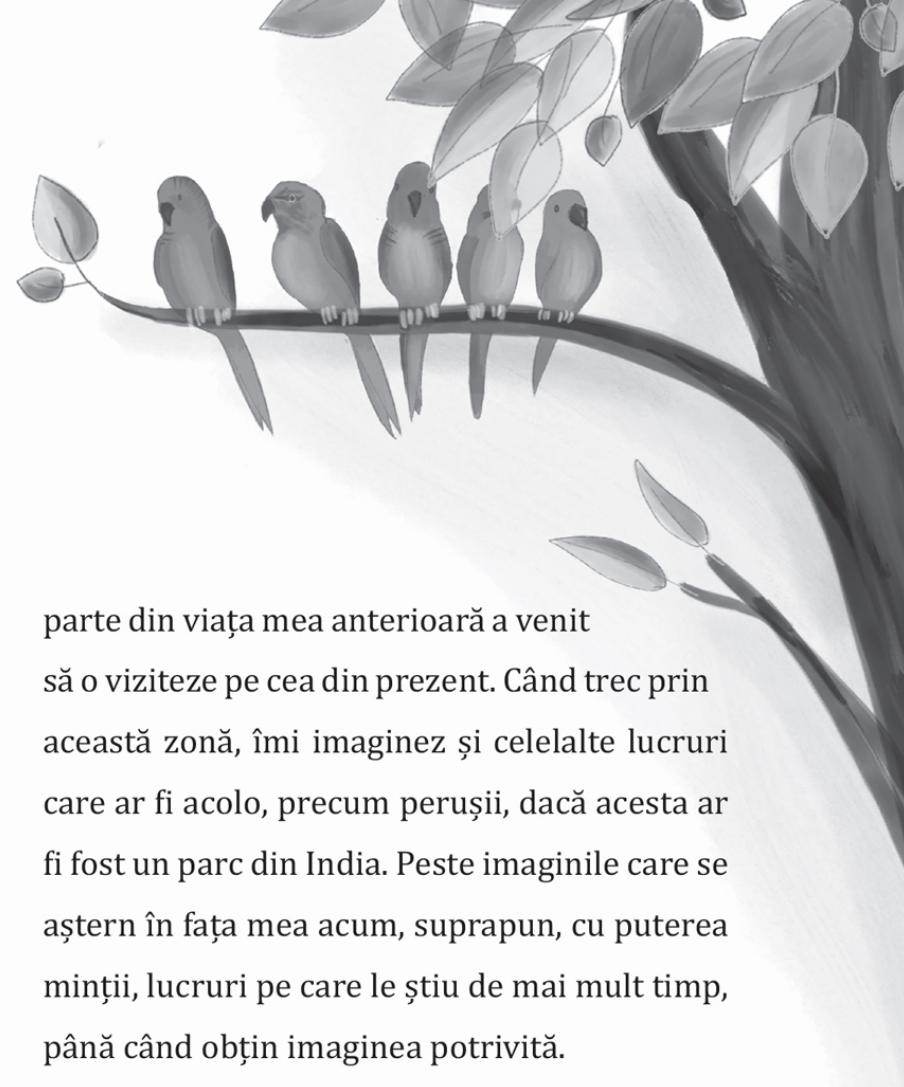 parte din viața mea anterioară a venit
să o viziteze pe cea din prezent. Când trec prin
această zonă, îmi imaginez și celelalte lucruri
care ar fi acolo, precum perușii, dacă acesta ar
fi fost un parc din India. Peste imaginile care se
aștern în fața mea acum, suprapun, cu puterea
minții, lucruri pe care le știu de mai mult timp,
până când obțin imaginea potrivită.